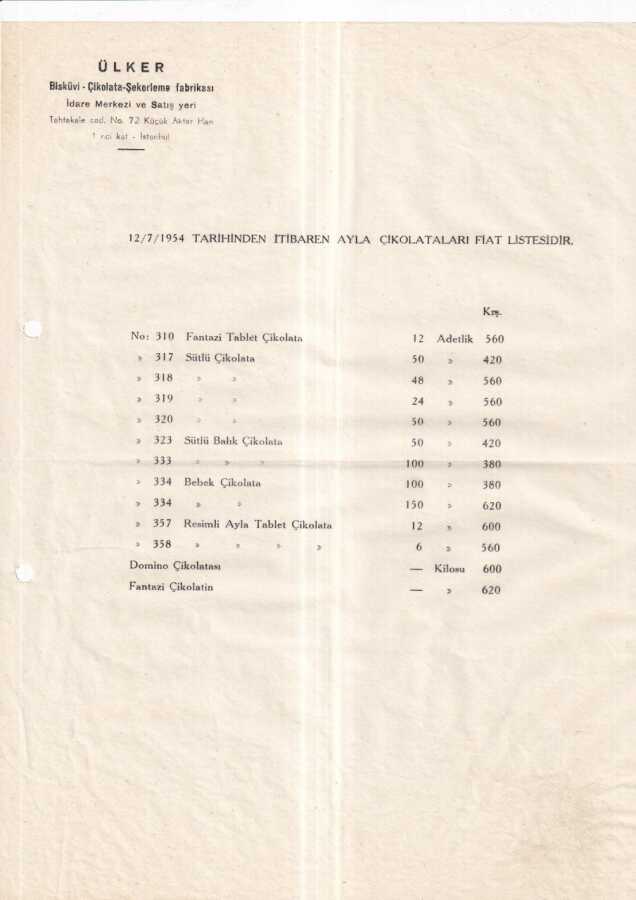 ÜLKER
Bisküvi - Çikolata-Şekerleme fabrikası
İdare Merkezi ve Satış yeri
Tahtakale cad. No. 72 Küçük Aktar Han
1 nci kat - İstanbul
12/7/1954 TARİHİNDEN İTİBAREN AYLA ÇİKOLATALARI FİAT LİSTESİDİR.
Krş.
No: 310 Fantazi Tablet Çikolata 12 Adetlik 560
» 317 Sütlü Çikolata 50 » 420
» 318 » » 48 » 560
» 319 » » 24 » 560
» 320 » » 50 » 560
» 323 Sütlü Balık Çikolata 50 » 420
» 333 » » » 100 » 380
» 334 Bebek Çikolata 100 » 380
» 334 » » 150 » 620
» 357 Resimli Ayla Tablet Çikolata 12 » 600
» 358 » » » » 6 » 560
Domino Çikolatası — Kilosu 600
Fantazi Çikolatin — » 620